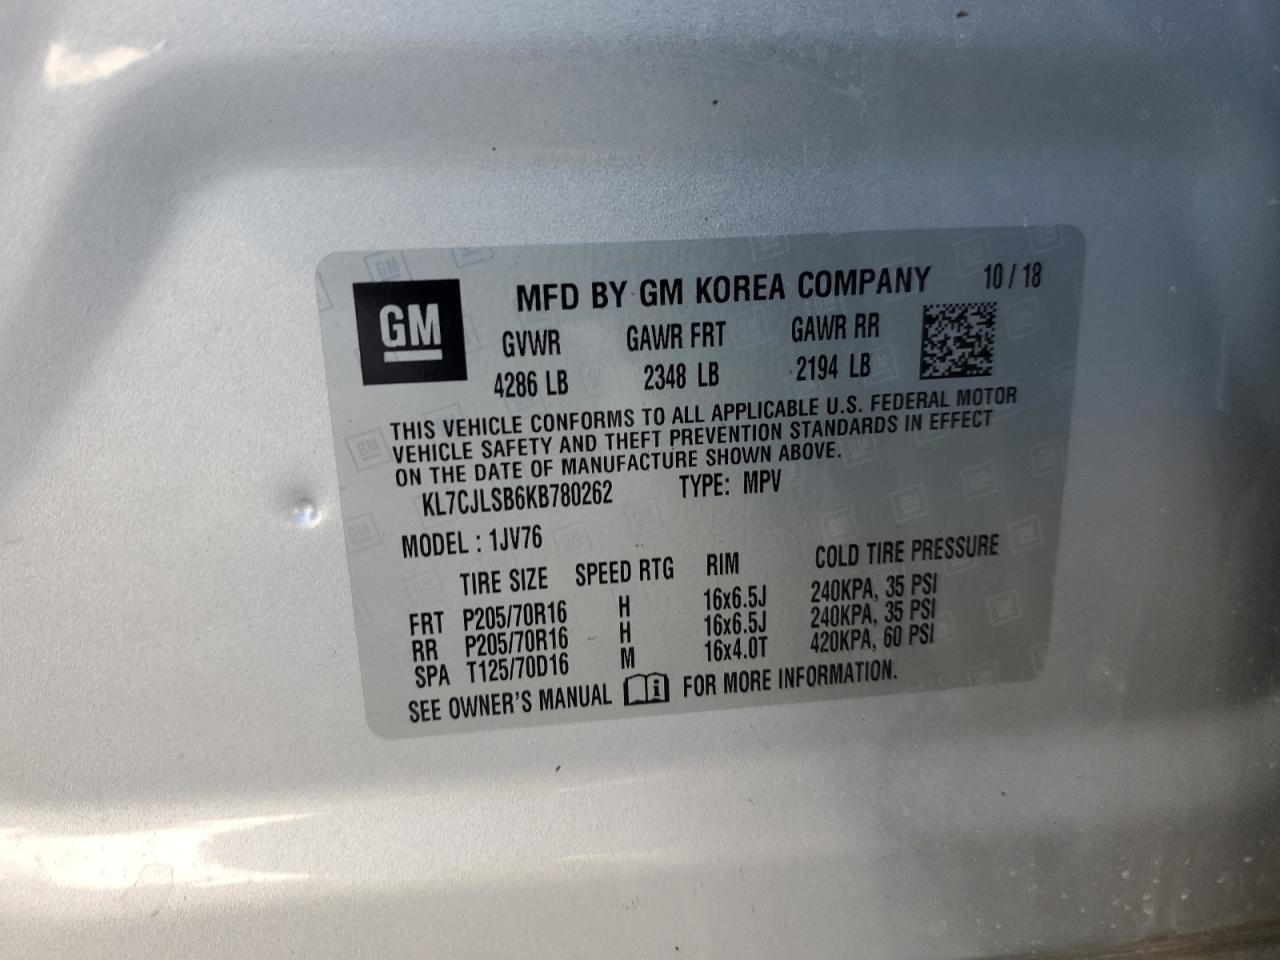 GM
MFD BY GM KOREA COMPANY 10 / 18
GVWR GAWR FRT GAWR RR
4286 LB 2348 LB 2194 LB
THIS VEHICLE CONFORMS TO ALL APPLICABLE U.S. FEDERAL MOTOR
VEHICLE SAFETY AND THEFT PREVENTION STANDARDS IN EFFECT
ON THE DATE OF MANUFACTURE SHOWN ABOVE.
KL7CJLSB6KB780262 TYPE: MPV
MODEL : 1JV76
TIRE SIZE SPEED RTG RIM COLD TIRE PRESSURE
FRT P205/70R16 H 16x6.5J 240KPA, 35 PSI
RR P205/70R16 H 16x6.5J 240KPA, 35 PSI
SPA T125/70D16 M 16x4.0T 420KPA, 60 PSI
SEE OWNER'S MANUAL i FOR MORE INFORMATION.